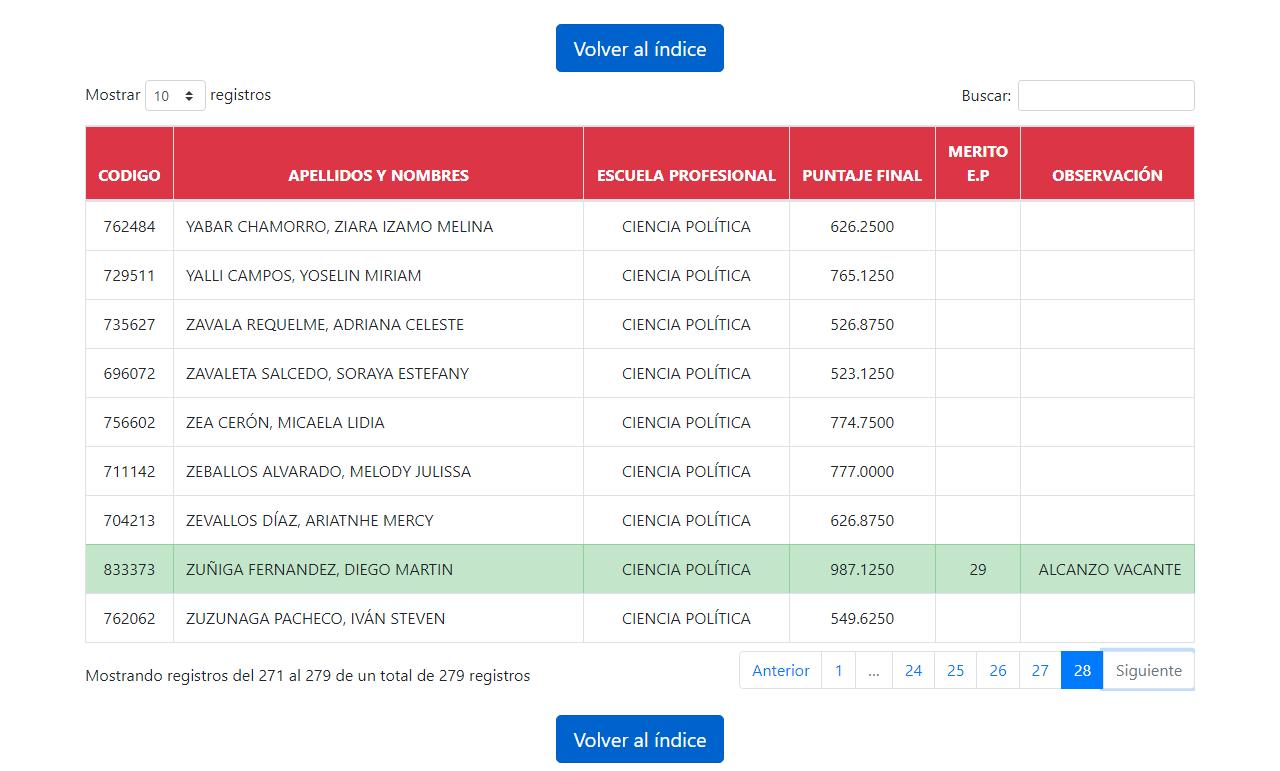 Volver al índice
Mostrar 10 registros Buscar:
CODIGO APELLIDOS Y NOMBRES ESCUELA PROFESIONAL PUNTAJE FINAL MERITO E.P OBSERVACIÓN
762484 YABAR CHAMORRO, ZIARA IZAMO MELINA CIENCIA POLÍTICA 626.2500
729511 YALLI CAMPOS, YOSELIN MIRIAM CIENCIA POLÍTICA 765.1250
735627 ZAVALA REQUELME, ADRIANA CELESTE CIENCIA POLÍTICA 526.8750
696072 ZAVALETA SALCEDO, SORAYA ESTEFANY CIENCIA POLÍTICA 523.1250
756602 ZEA CERÓN, MICAELA LIDIA CIENCIA POLÍTICA 774.7500
711142 ZEBALLOS ALVARADO, MELODY JULISSA CIENCIA POLÍTICA 777.0000
704213 ZEVALLOS DÍAZ, ARIATNHE MERCY CIENCIA POLÍTICA 626.8750
833373 ZUÑIGA FERNANDEZ, DIEGO MARTIN CIENCIA POLÍTICA 987.1250 29 ALCANZO VACANTE
762062 ZUZUNAGA PACHECO, IVÁN STEVEN CIENCIA POLÍTICA 549.6250
Mostrando registros del 271 al 279 de un total de 279 registros Anterior 1 ... 24 25 26 27 28 Siguiente
Volver al índice